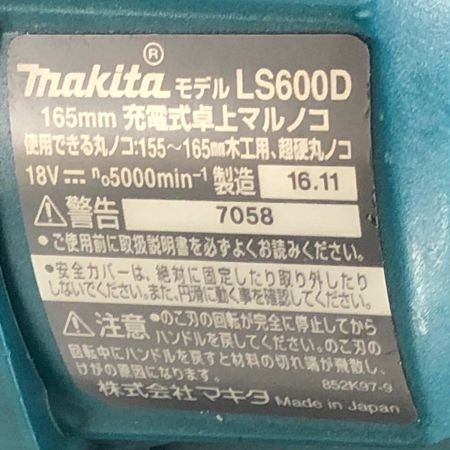 makita® モデル LS600D
165mm 充電式卓上マルノコ
使用できる丸ノコ:155～165mm木工用、超硬丸ノコ
18V⎓ n₀5000min⁻¹ 製造 16.11
⚠警告 7058
•ご使用前に取扱説明書を必ずよくお読みください。
•安全カバーは、絶対に固定したり取り外したり
しないでください。また、円滑に動く事を確認してください。
⚠注意 •のこ刃の回転が完全に停止してから
ハンドルを戻してください。のこ刃の
回転中にハンドルを戻すと材料の切れ端が飛散し、
けがの原因になります。
852K97-9
株式会社マキタ Made in Japan